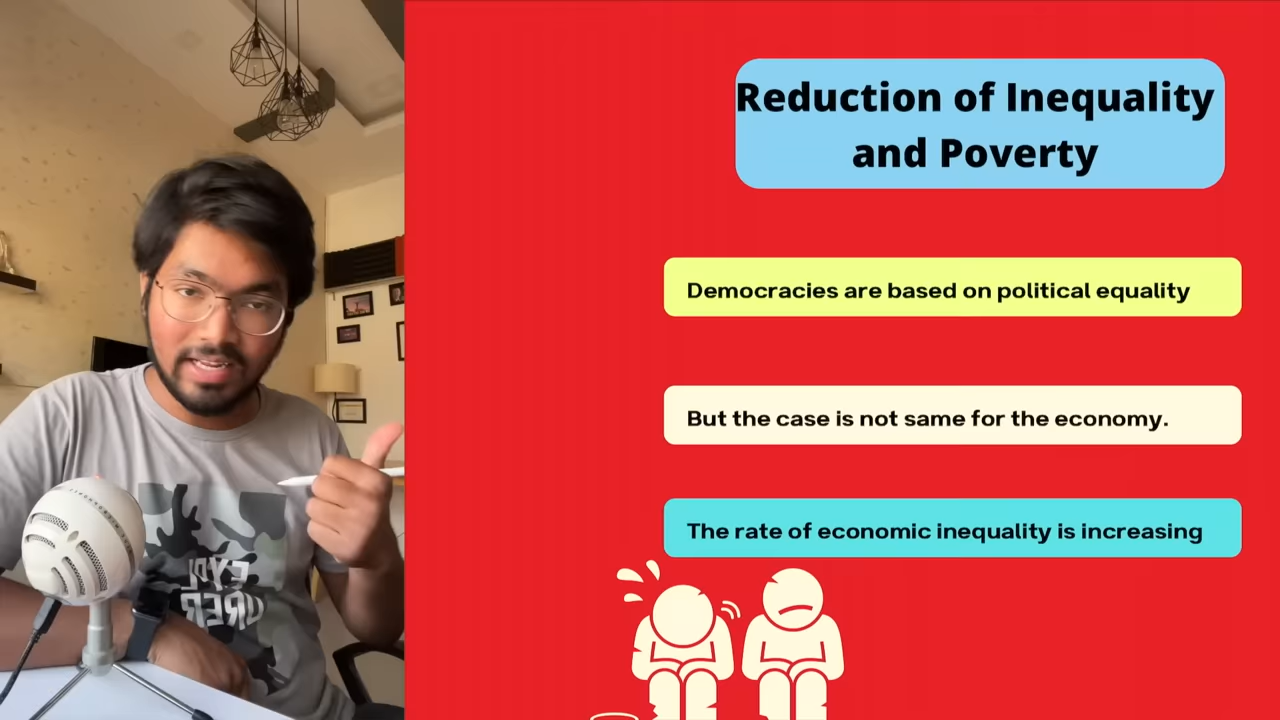 Reduction of Inequality
and Poverty
Democracies are based on political equality
But the case is not same for the economy.
The rate of economic inequality is increasing